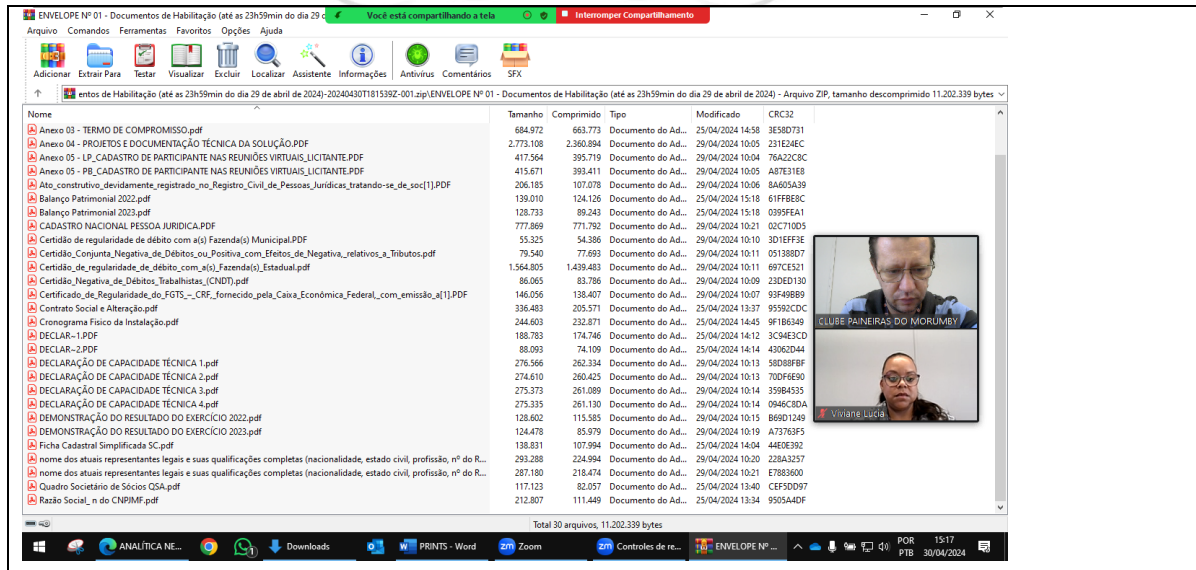 ENVELOPE Nº 01 - Documentos de Habilitação (até as 23h59min do dia 29 c
Você está compartilhando a tela
Interromper Compartilhamento
Arquivo Comandos Ferramentas Favoritos Opções Ajuda
Adicionar Extrair Para Testar Visualizar Excluir Localizar Assistente Informações Antivírus Comentários SFX
entos de Habilitação (até as 23h59min do dia 29 de abril de 2024)-20240430T181539Z-001.zip\ENVELOPE Nº 01 - Documentos de Habilitação (até as 23h59min do dia 29 de abril de 2024) - Arquivo ZIP, tamanho descomprimido 11.202.339 bytes
Nome Tamanho Comprimido Tipo Modificado CRC32
Anexo 03 - TERMO DE COMPROMISSO.pdf 684.972 663.773 Documento do Ad... 25/04/2024 14:58 3E58D731
Anexo 04 - PROJETOS E DOCUMENTAÇÃO TÉCNICA DA SOLUÇÃO.PDF 2.773.108 2.360.894 Documento do Ad... 29/04/2024 10:05 231E24EC
Anexo 05 - LP_CADASTRO DE PARTICIPANTE NAS REUNIÕES VIRTUAIS_LICITANTE.PDF 417.564 395.719 Documento do Ad... 29/04/2024 10:04 76A22C8C
Anexo 05 - PB_CADASTRO DE PARTICIPANTE NAS REUNIÕES VIRTUAIS_LICITANTE.PDF 415.671 393.411 Documento do Ad... 29/04/2024 10:05 A87E31E8
Ato_construtivo_devidamente_registrado_no_Registro_Civil_de_Pessoas_Jurídicas_tratando-se_de_soc[1].PDF 206.185 107.078 Documento do Ad... 29/04/2024 10:06 8A605A39
Balanço Patrimonial 2022.pdf 139.010 124.126 Documento do Ad... 25/04/2024 15:18 61FFBE8C
Balanço Patrimonial 2023.pdf 128.733 89.243 Documento do Ad... 25/04/2024 15:18 0395FEA1
CADASTRO NACIONAL PESSOA JURIDICA.PDF 777.869 771.792 Documento do Ad... 29/04/2024 10:21 02C710D5
Certidão de regularidade de débito com a(s) Fazenda(s) Municipal.PDF 55.325 54.386 Documento do Ad... 29/04/2024 10:10 3D1EFF3E
Certidão_Conjunta_Negativa_de_Débitos_ou_Positiva_com_Efeitos_de_Negativa,_relativos_a_Tributos.pdf 79.540 77.693 Documento do Ad... 29/04/2024 10:11 051388D7
Certidão_de_regularidade_de_débito_com_a(s)_Fazenda(s)_Estadual.pdf 1.564.805 1.439.483 Documento do Ad... 29/04/2024 10:11 697CE521
Certidão_Negativa_de_Débitos_Trabalhistas_(CNDT).pdf 86.065 83.786 Documento do Ad... 29/04/2024 10:09 23DED130
Certificado_de_Regularidade_do_FGTS_–_CRF,_fornecido_pela_Caixa_Econômica_Federal,_com_emissão_a[1].PDF 146.056 138.407 Documento do Ad... 29/04/2024 10:07 93F49BB9
Contrato Social e Alteração.pdf 336.483 205.571 Documento do Ad... 25/04/2024 13:37 95592CDC
Cronograma Fisico da Instalação.pdf 244.603 232.871 Documento do Ad... 25/04/2024 14:45 9F1B6349
DECLAR~1.PDF 188.783 174.746 Documento do Ad... 25/04/2024 14:12 3C94E3CD
DECLAR~2.PDF 88.093 74.109 Documento do Ad... 25/04/2024 14:14 43062D44
DECLARAÇÃO DE CAPACIDADE TÉCNICA 1.pdf 276.566 262.334 Documento do Ad... 29/04/2024 10:13 58D88FBF
DECLARAÇÃO DE CAPACIDADE TÉCNICA 2.pdf 274.610 260.425 Documento do Ad... 29/04/2024 10:13 70DF6E90
DECLARAÇÃO DE CAPACIDADE TÉCNICA 3.pdf 275.373 261.089 Documento do Ad... 29/04/2024 10:14 359B4535
DECLARAÇÃO DE CAPACIDADE TÉCNICA 4.pdf 275.335 261.130 Documento do Ad... 29/04/2024 10:14 0946C8DA
DEMONSTRAÇÃO DO RESULTADO DO EXERCÍCIO 2022.pdf 128.602 115.585 Documento do Ad... 29/04/2024 10:15 B69D1249
DEMONSTRAÇÃO DO RESULTADO DO EXERCÍCIO 2023.pdf 124.478 85.979 Documento do Ad... 29/04/2024 10:19 A73763F5
Ficha Cadastral Simplificada SC.pdf 138.831 107.994 Documento do Ad... 25/04/2024 14:04 44E0E392
nome dos atuais representantes legais e suas qualificações completas (nacionalidade, estado civil, profissão, nº do R... 293.288 224.994 Documento do Ad... 29/04/2024 10:20 228A3257
nome dos atuais representantes legais e suas qualificações completas (nacionalidade, estado civil, profissão, nº do R... 287.180 218.474 Documento do Ad... 29/04/2024 10:21 E7883600
Quadro Societário de Sócios QSA.pdf 117.123 82.057 Documento do Ad... 25/04/2024 13:40 CEF5DD97
Razão Social_ n do CNPJMF.pdf 212.807 111.449 Documento do Ad... 25/04/2024 13:34 9505A4DF
CLUBE PAINEIRAS DO MORUMBY
Viviane Lucia
Total 30 arquivos, 11.202.339 bytes
ANALÍTICA NE... 1 Downloads PRINTS - Word zm Zoom zm Controles de re... ENVELOPE Nº ... POR 15:17
PTB 30/04/2024